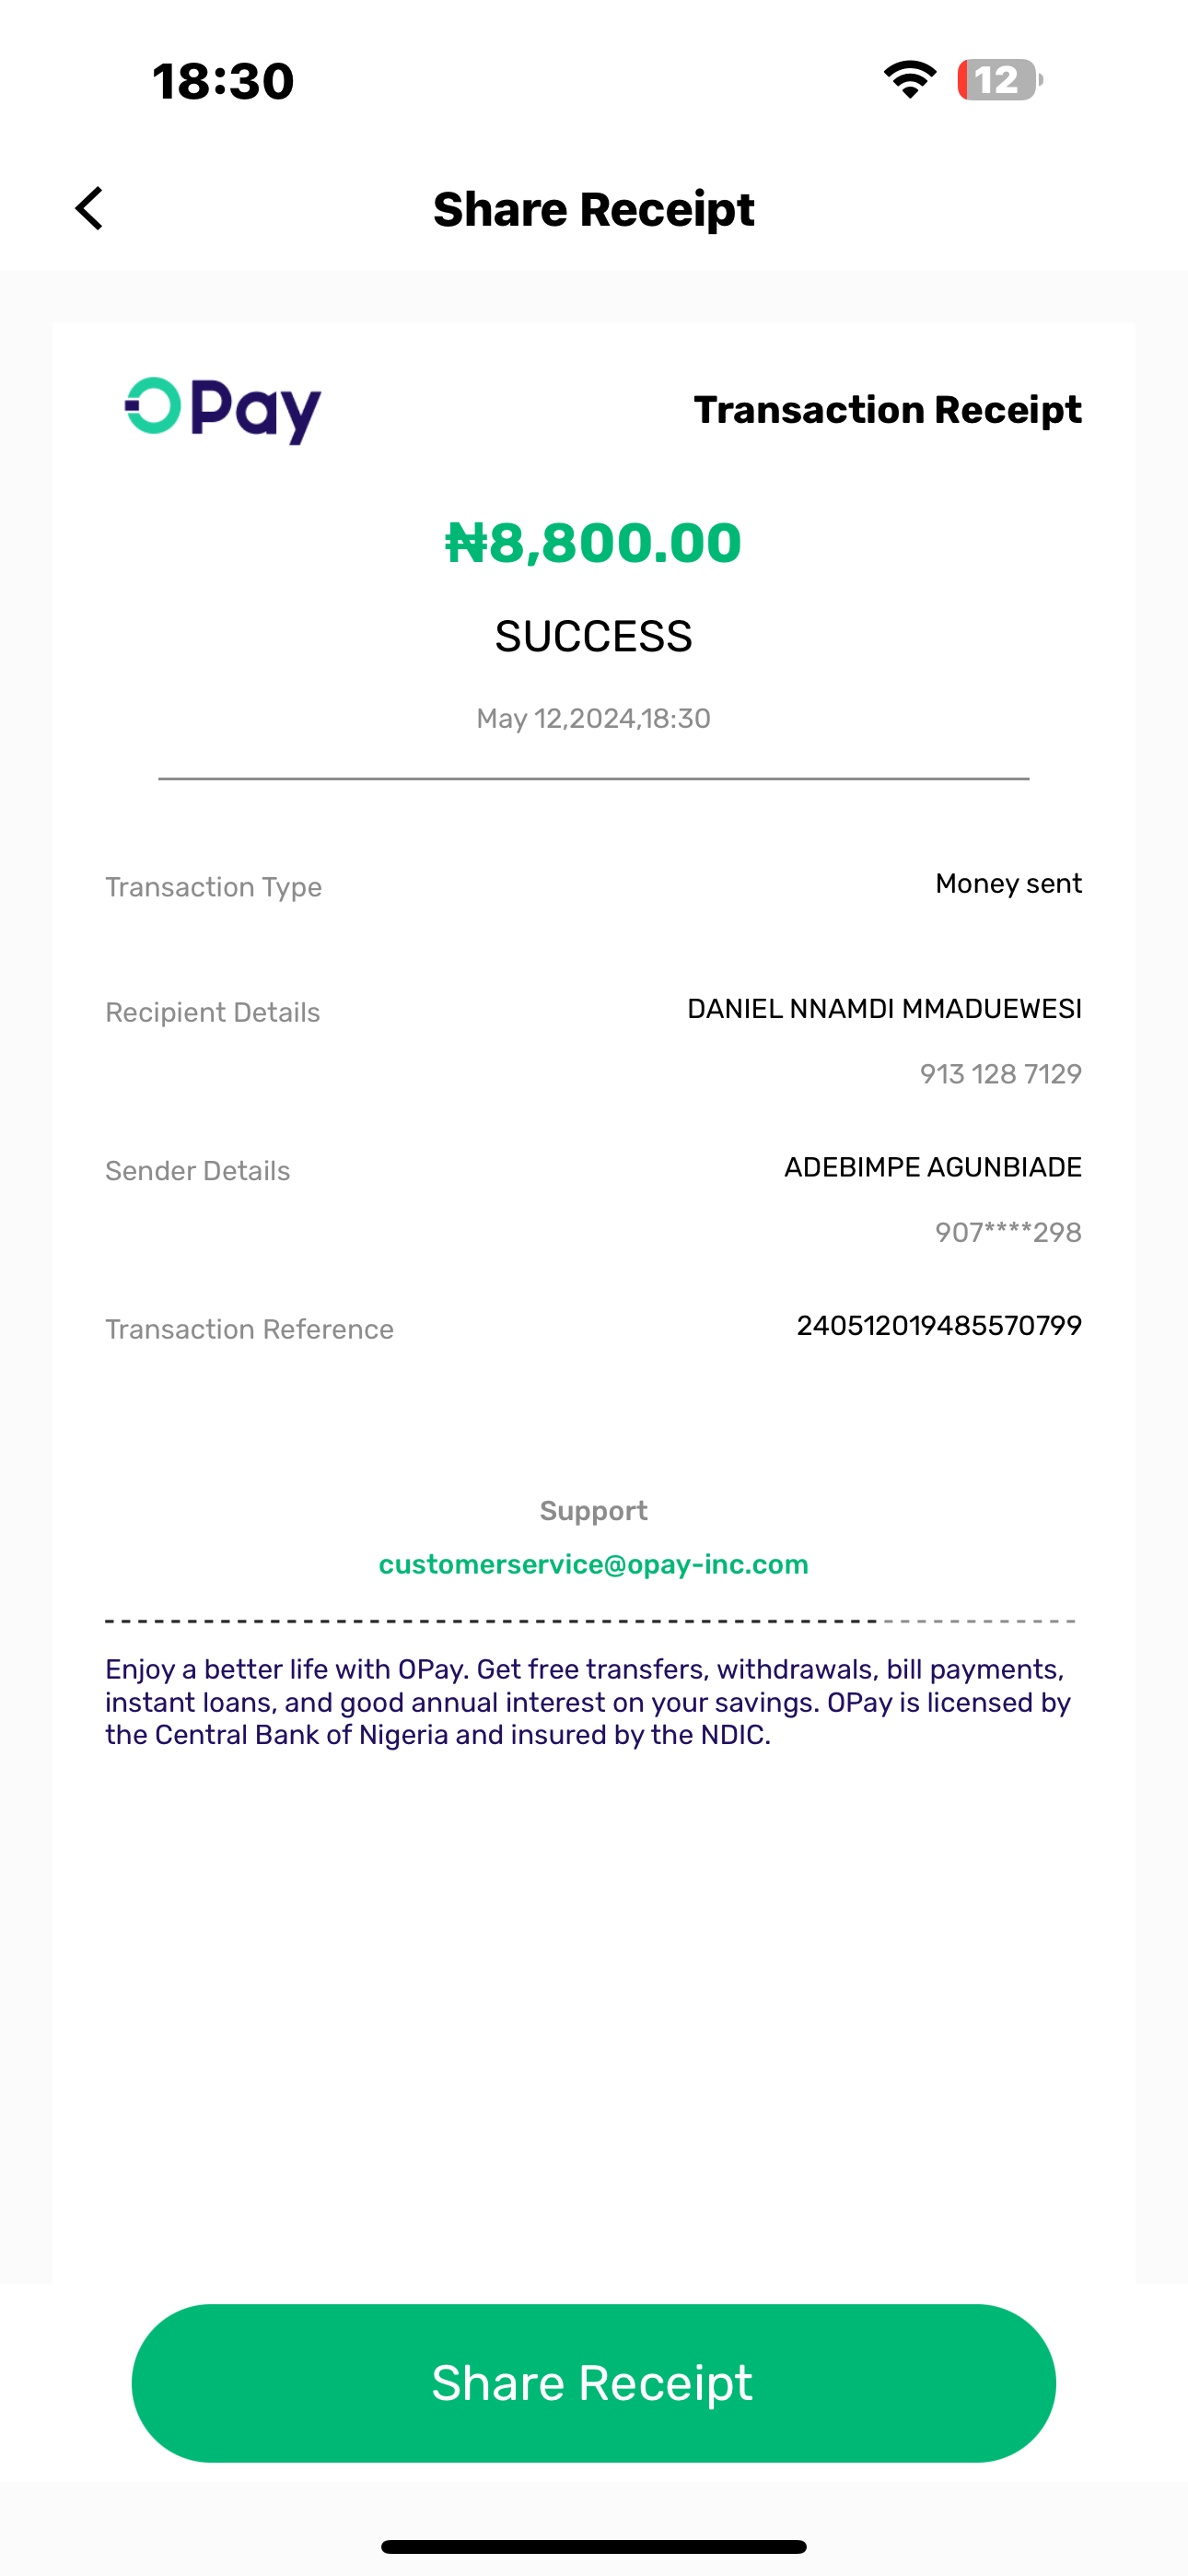 18:30
12
Share Receipt
OPay
Transaction Receipt
₦8,800.00
SUCCESS
May 12,2024,18:30
Transaction Type
Money sent
Recipient Details
DANIEL NNAMDI MMADUEWESI
913 128 7129
Sender Details
ADEBIMPE AGUNBIADE
907****298
Transaction Reference
240512019485570799
Support
customerservice@opay-inc.com
Enjoy a better life with OPay. Get free transfers, withdrawals, bill payments,
instant loans, and good annual interest on your savings. OPay is licensed by
the Central Bank of Nigeria and insured by the NDIC.
Share Receipt